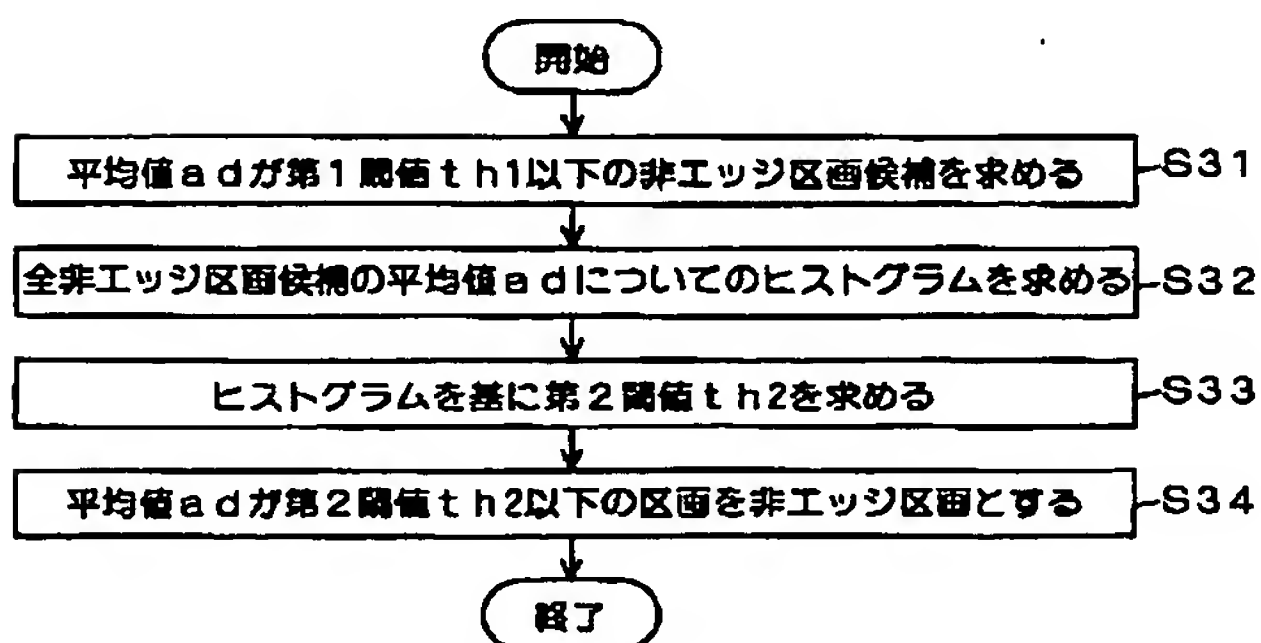 開始
平均値adが第1閾値th1以下の非エッジ区画候補を求める S31
全非エッジ区画候補の平均値adについてのヒストグラムを求める S32
ヒストグラムを基に第2閾値th2を求める S33
平均値adが第2閾値th2以下の区画を非エッジ区画とする S34
終了